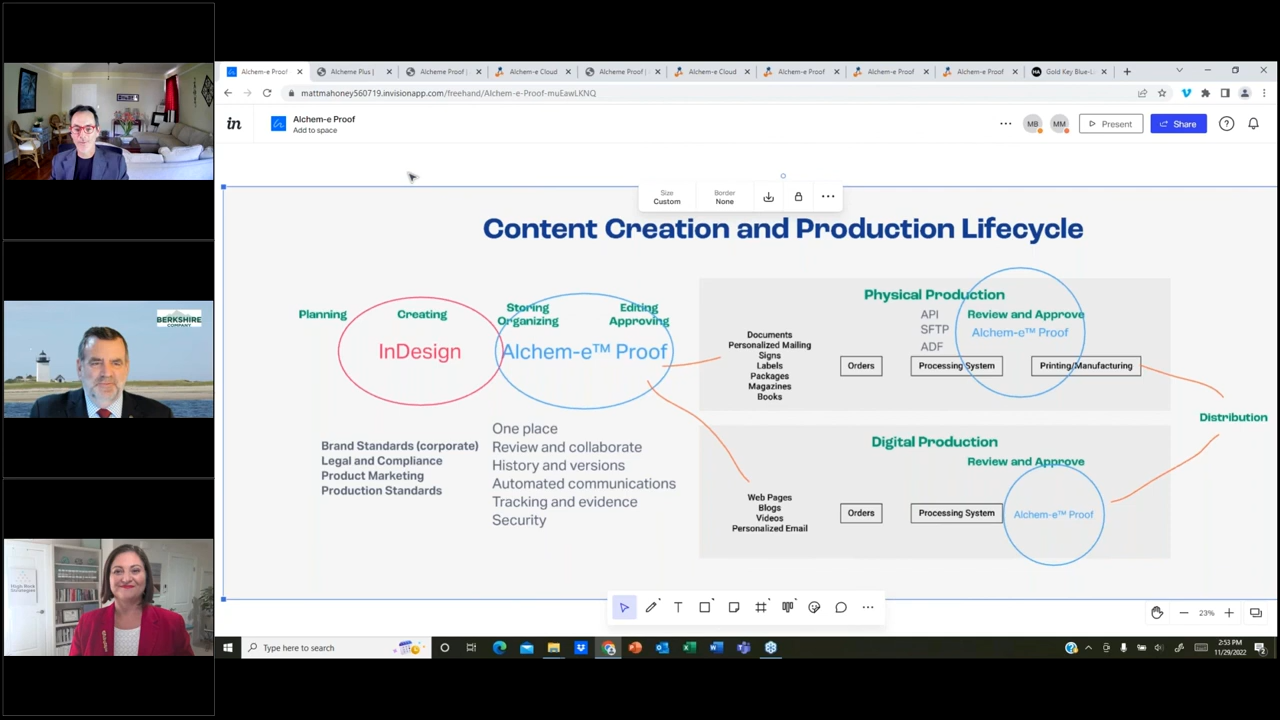 BERKSHIRE
COMPANY
High Rock
Strategies
Alchem-e Proof
Alcheme Plus |
Alcheme Proof |
Alchem-e Cloud
Alcheme Proof |
Alchem-e Cloud
Alchem-e Proof
Alchem-e Proof
Alchem-e Proof
Gold Key Blue-L
mattmahoney560719.invisionapp.com/freehand/Alchem-e-Proof-muEawLKNQ
in
Alchem-e Proof
Add to space
MB
MM
Present
Share
Size
Custom
Border
None
Content Creation and Production Lifecycle
Planning
Creating
InDesign
Storing
Organizing
Editing
Approving
Alchem-e™ Proof
Brand Standards (corporate)
Legal and Compliance
Product Marketing
Production Standards
One place
Review and collaborate
History and versions
Automated communications
Tracking and evidence
Security
Physical Production
API
SFTP
ADF
Review and Approve
Alchem-e™ Proof
Documents
Personalized Mailing
Signs
Labels
Packages
Magazines
Books
Orders
Processing System
Printing/Manufacturing
Distribution
Digital Production
Review and Approve
Web Pages
Blogs
Videos
Personalized Email
Orders
Processing System
Alchem-e™ Proof
23%
Type here to search
2:53 PM
11/29/2022